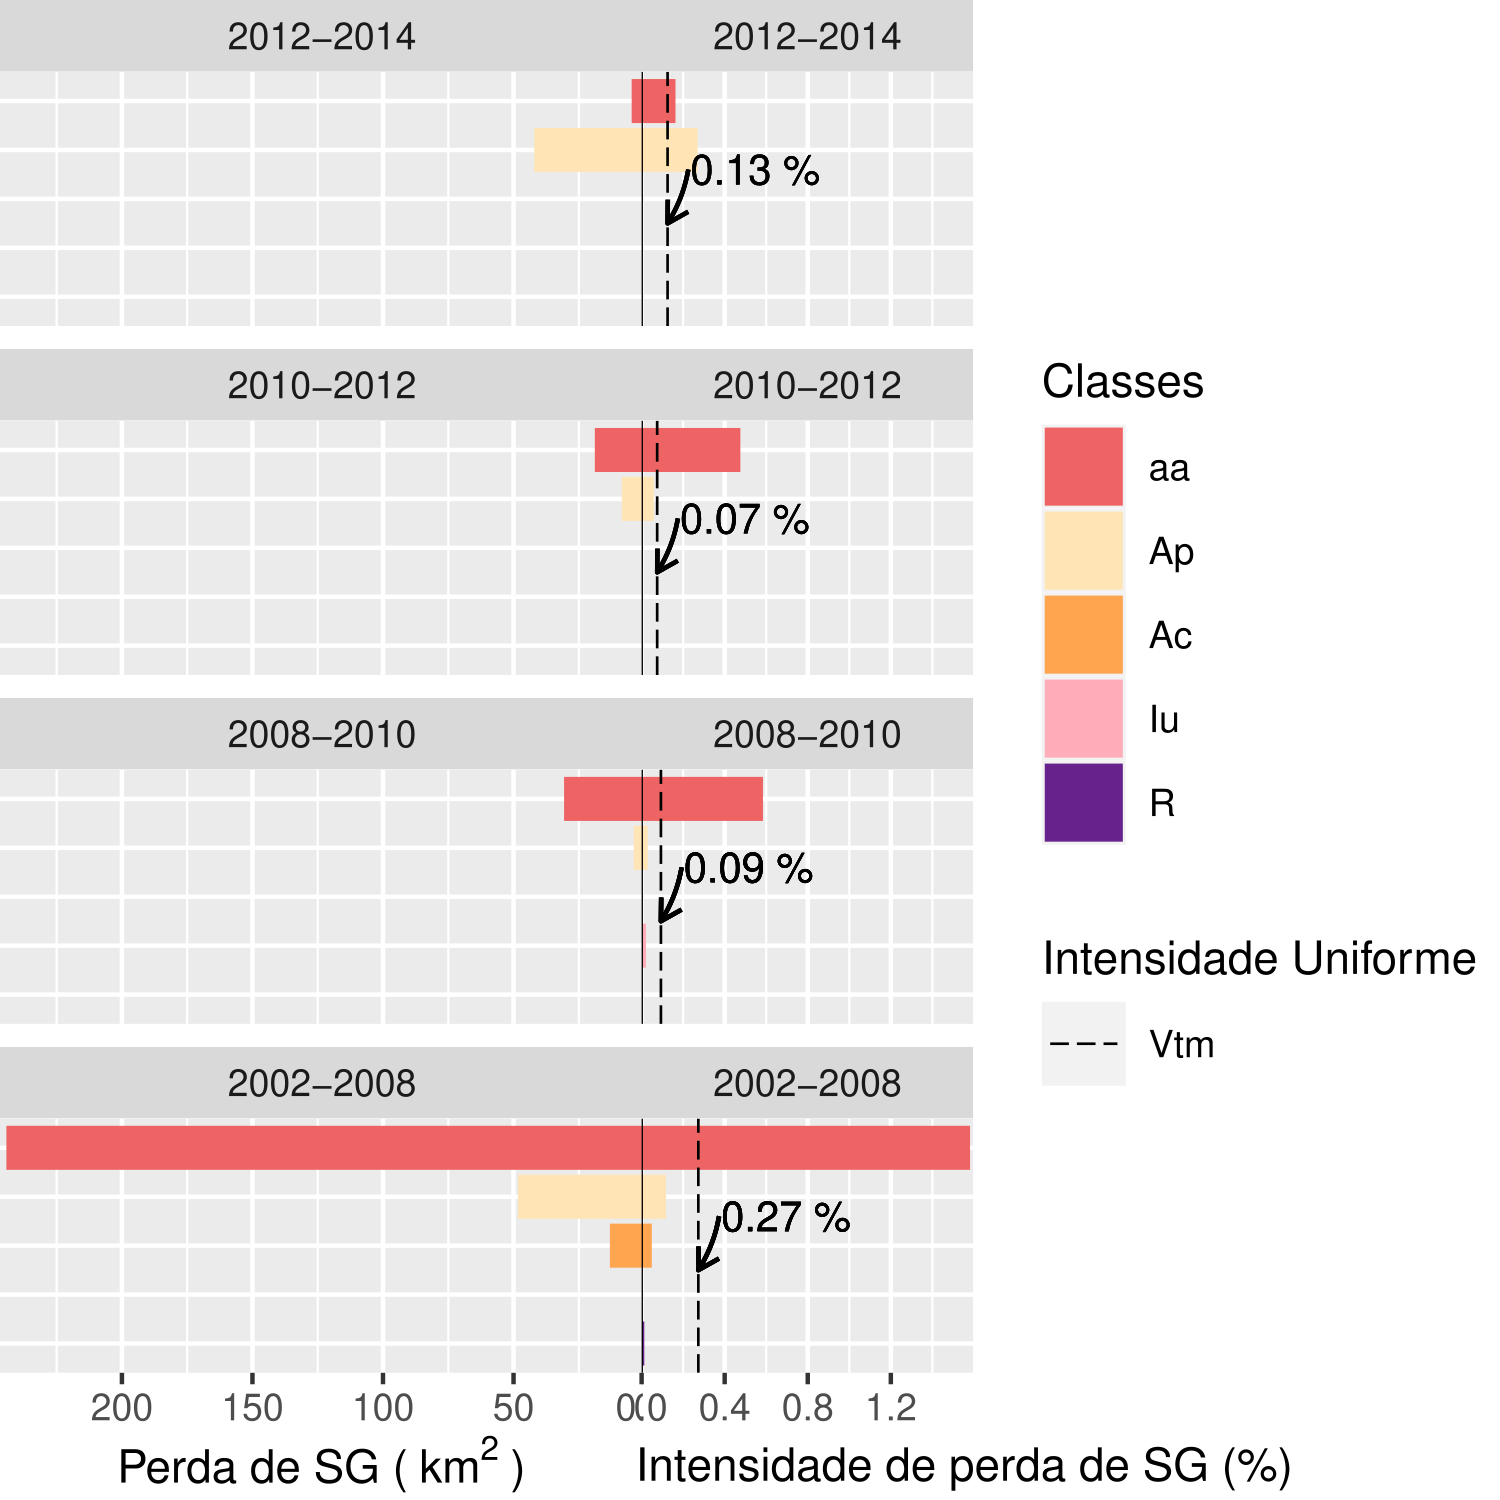 2012–2014 2012–2014
0.13 %
2010–2012 2010–2012
0.07 %
2008–2010 2008–2010
0.09 %
2002–2008 2002–2008
0.27 %
200 150 100 50 0 0.0 0.4 0.8 1.2
Perda de SG ( km² ) Intensidade de perda de SG (%)
Classes
aa
Ap
Ac
Iu
R
Intensidade Uniforme
Vtm